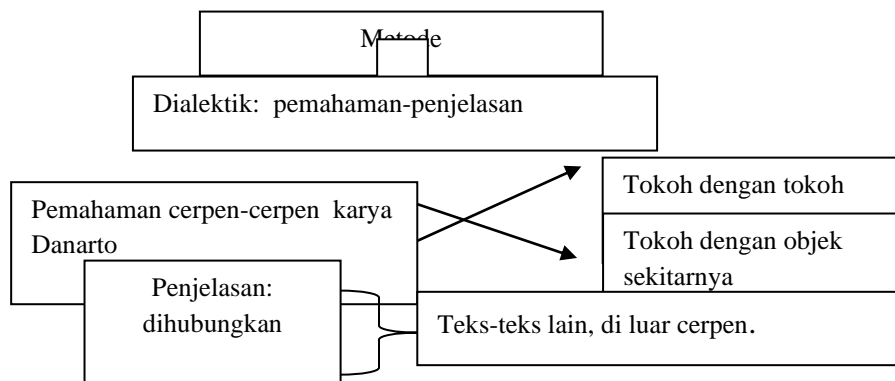 Metode
Dialektik: pemahaman-penjelasan
Pemahaman cerpen-cerpen karya
Danarto
Tokoh dengan tokoh
Tokoh dengan objek
sekitarnya
Penjelasan:
dihubungkan
Teks-teks lain, di luar cerpen.